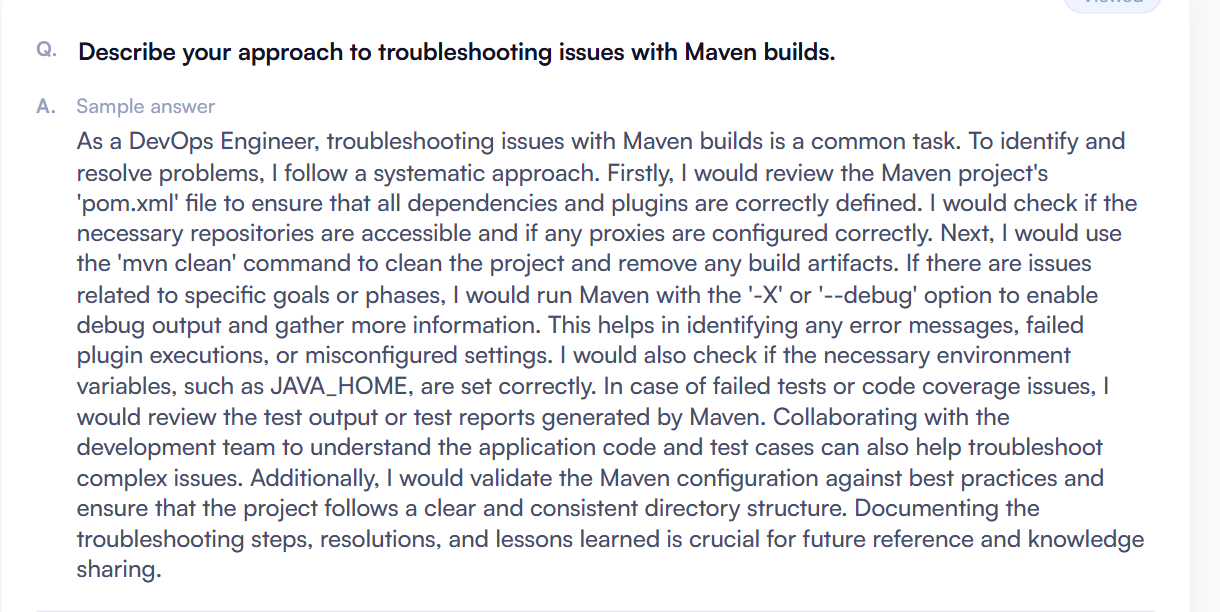 Viewed
Q. Describe your approach to troubleshooting issues with Maven builds.
A. Sample answer
As a DevOps Engineer, troubleshooting issues with Maven builds is a common task. To identify and
resolve problems, I follow a systematic approach. Firstly, I would review the Maven project's
'pom.xml' file to ensure that all dependencies and plugins are correctly defined. I would check if the
necessary repositories are accessible and if any proxies are configured correctly. Next, I would use
the 'mvn clean' command to clean the project and remove any build artifacts. If there are issues
related to specific goals or phases, I would run Maven with the '-X' or '--debug' option to enable
debug output and gather more information. This helps in identifying any error messages, failed
plugin executions, or misconfigured settings. I would also check if the necessary environment
variables, such as JAVA_HOME, are set correctly. In case of failed tests or code coverage issues, I
would review the test output or test reports generated by Maven. Collaborating with the
development team to understand the application code and test cases can also help troubleshoot
complex issues. Additionally, I would validate the Maven configuration against best practices and
ensure that the project follows a clear and consistent directory structure. Documenting the
troubleshooting steps, resolutions, and lessons learned is crucial for future reference and knowledge
sharing.